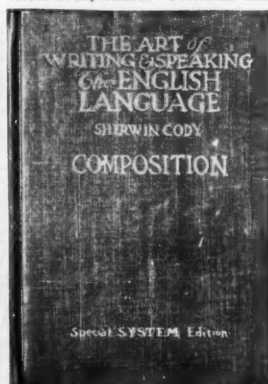 THE ART of
WRITING & SPEAKING
The ENGLISH
LANGUAGE
SHERWIN CODY
COMPOSITION
Special SYSTEM Edition